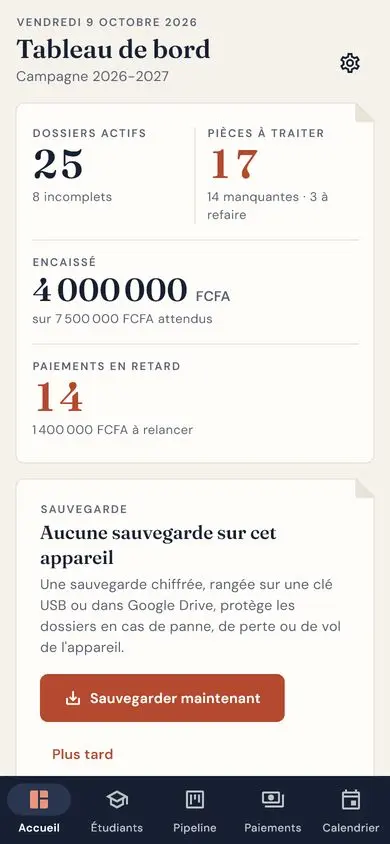 VENDREDI 9 OCTOBRE 2026
Tableau de bord
Campagne 2026-2027
DOSSIERS ACTIFS
25
8 incomplets
PIÈCES À TRAITER
17
14 manquantes · 3 à
refaire
ENCAISSÉ
4 000 000 FCFA
sur 7 500 000 FCFA attendus
PAIEMENTS EN RETARD
14
1 400 000 FCFA à relancer
SAUVEGARDE
Aucune sauvegarde sur cet
appareil
Une sauvegarde chiffrée, rangée sur une clé
USB ou dans Google Drive, protège les
dossiers en cas de panne, de perte ou de vol
de l'appareil.
Sauvegarder maintenant
Plus tard
Accueil Étudiants Pipeline Paiements Calendrier